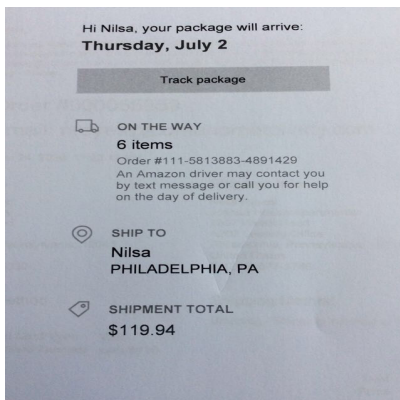 Hi Nilsa, your package will arrive:
Thursday, July 2
Track package
ON THE WAY
6 items
Order #111-5813883-4891429
An Amazon driver may contact you
by text message or call you for help
on the day of delivery.
SHIP TO
Nilsa
PHILADELPHIA, PA
SHIPMENT TOTAL
$119.94